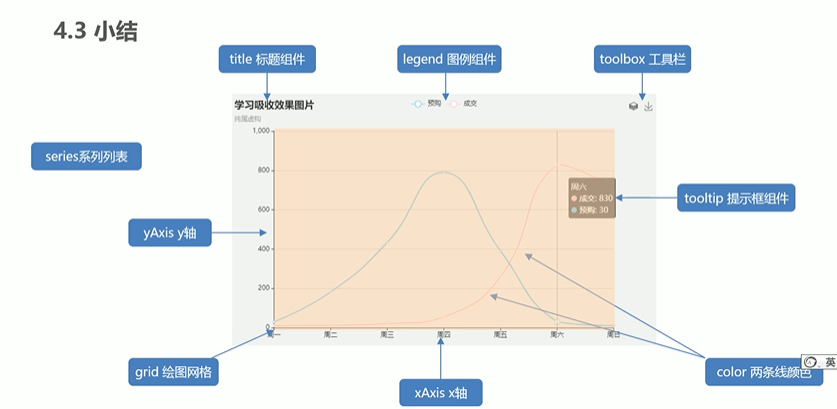 4.3 小结
title 标题组件
legend 图例组件
toolbox 工具栏
学习吸收效果图片
纯属虚构
预购
成交
1,000
800
600
400
200
0
series系列列表
周六
成交: 830
预购: 30
tooltip 提示框组件
yAxis y轴
周一
周二
周三
周四
周五
周六
周日
grid 绘图网格
xAxis x轴
color 两条线颜色
英